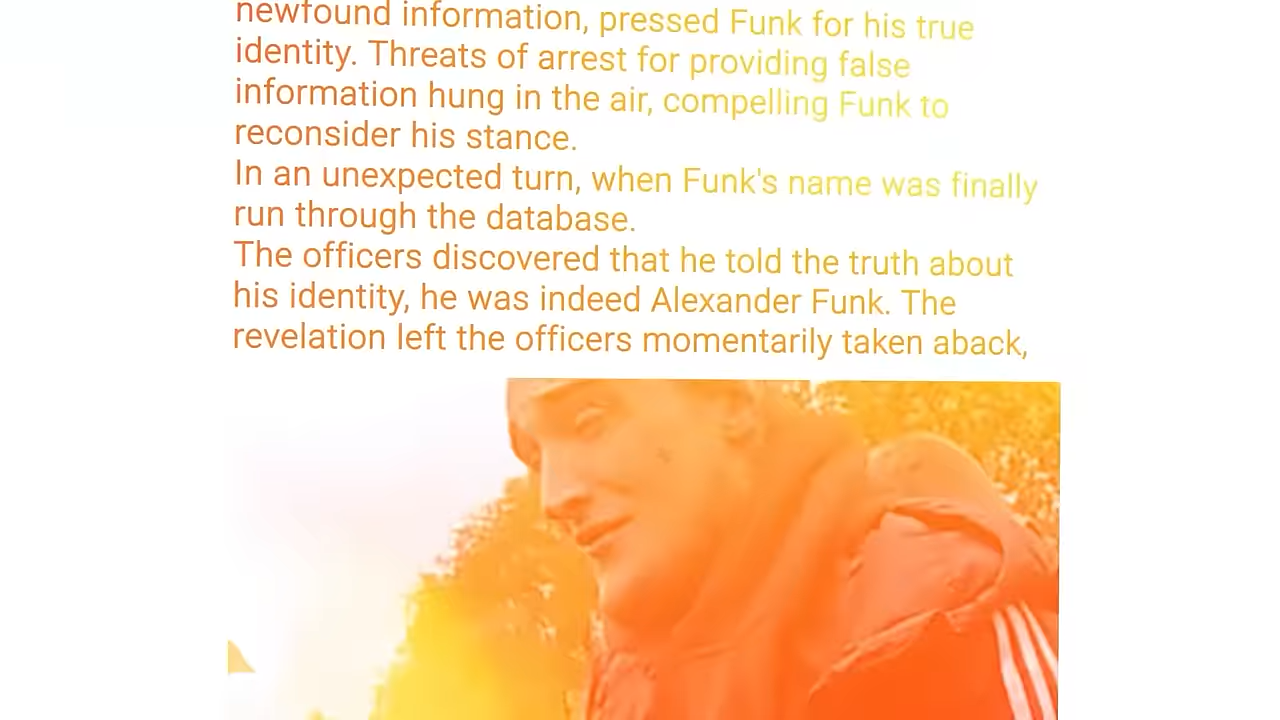 newfound information, pressed Funk for his true
identity. Threats of arrest for providing false
information hung in the air, compelling Funk to
reconsider his stance.
In an unexpected turn, when Funk's name was finally
run through the database.
The officers discovered that he told the truth about
his identity, he was indeed Alexander Funk. The
revelation left the officers momentarily taken aback,